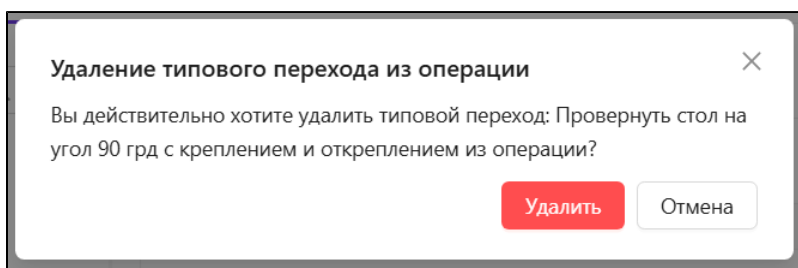 Удаление типового перехода из операции
Вы действительно хотите удалить типовой переход: Провернуть стол на
угол 90 грд с креплением и откреплением из операции?
Удалить Отмена